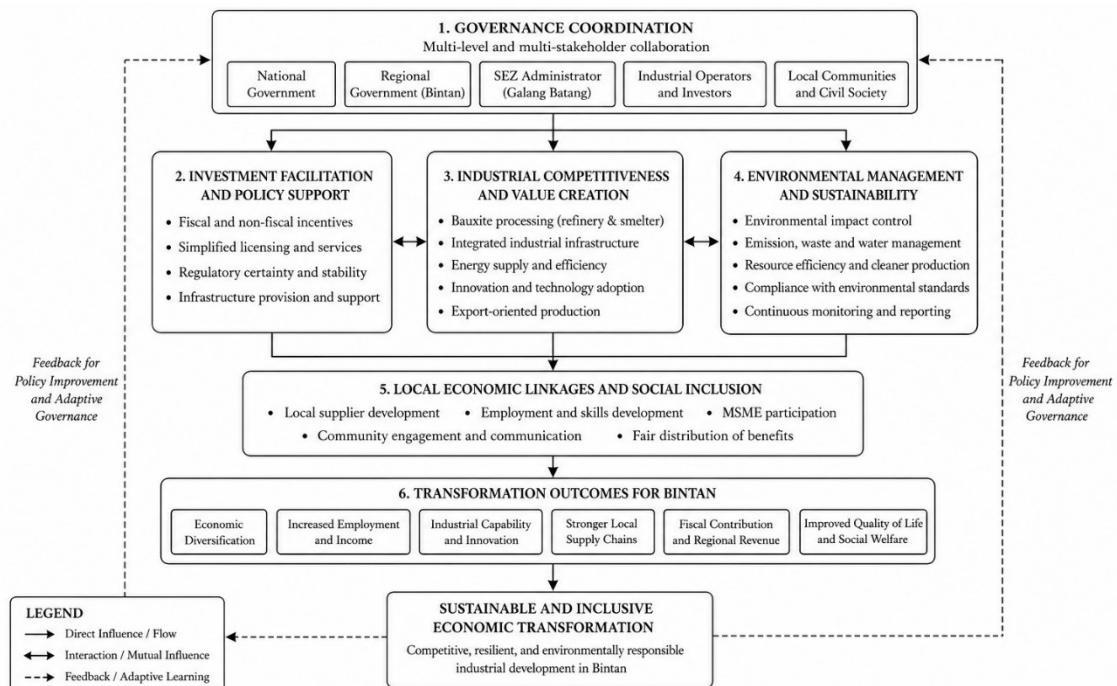 1. GOVERNANCE COORDINATION
Multi-level and multi-stakeholder collaboration
National
Government
Regional
Government (Bintan)
SEZ Administrator
(Galang Batang)
Industrial Operators
and Investors
Local Communities
and Civil Society
2. INVESTMENT FACILITATION
AND POLICY SUPPORT
• Fiscal and non-fiscal incentives
• Simplified licensing and services
• Regulatory certainty and stability
• Infrastructure provision and support
3. INDUSTRIAL COMPETITIVENESS
AND VALUE CREATION
• Bauxite processing (refinery & smelter)
• Integrated industrial infrastructure
• Energy supply and efficiency
• Innovation and technology adoption
• Export-oriented production
4. ENVIRONMENTAL MANAGEMENT
AND SUSTAINABILITY
• Environmental impact control
• Emission, waste and water management
• Resource efficiency and cleaner production
• Compliance with environmental standards
• Continuous monitoring and reporting
Feedback for
Policy Improvement
and Adaptive
Governance
Feedback for
Policy Improvement
and Adaptive
Governance
5. LOCAL ECONOMIC LINKAGES AND SOCIAL INCLUSION
• Local supplier development • Employment and skills development • MSME participation
• Community engagement and communication • Fair distribution of benefits
6. TRANSFORMATION OUTCOMES FOR BINTAN
Economic
Diversification
Increased Employment
and Income
Industrial Capability
and Innovation
Stronger Local
Supply Chains
Fiscal Contribution
and Regional Revenue
Improved Quality of Life
and Social Welfare
SUSTAINABLE AND INCLUSIVE
ECONOMIC TRANSFORMATION
Competitive, resilient, and environmentally responsible
industrial development in Bintan
LEGEND
Direct Influence / Flow
Interaction / Mutual Influence
Feedback / Adaptive Learning